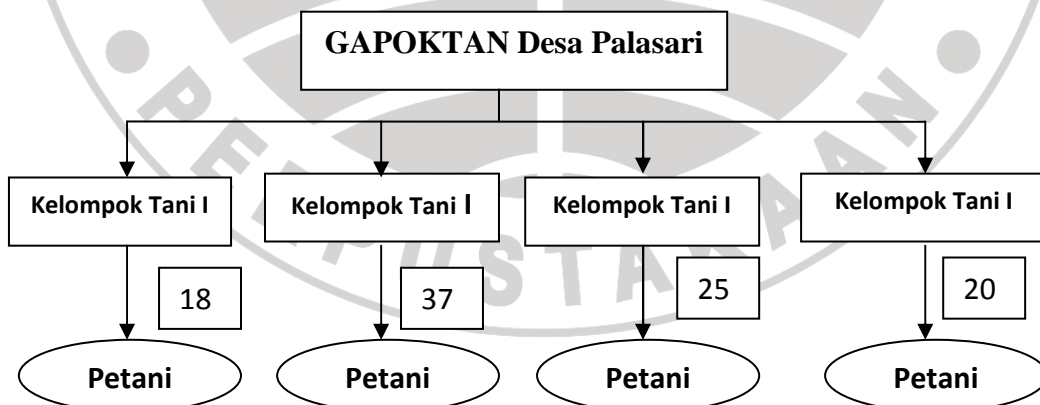 GAPOKTAN Desa Palasari
Kelompok Tani I
Kelompok Tani I
Kelompok Tani I
Kelompok Tani I
18
37
25
20
Petani
Petani
Petani
Petani
PERPUSTAKAAN